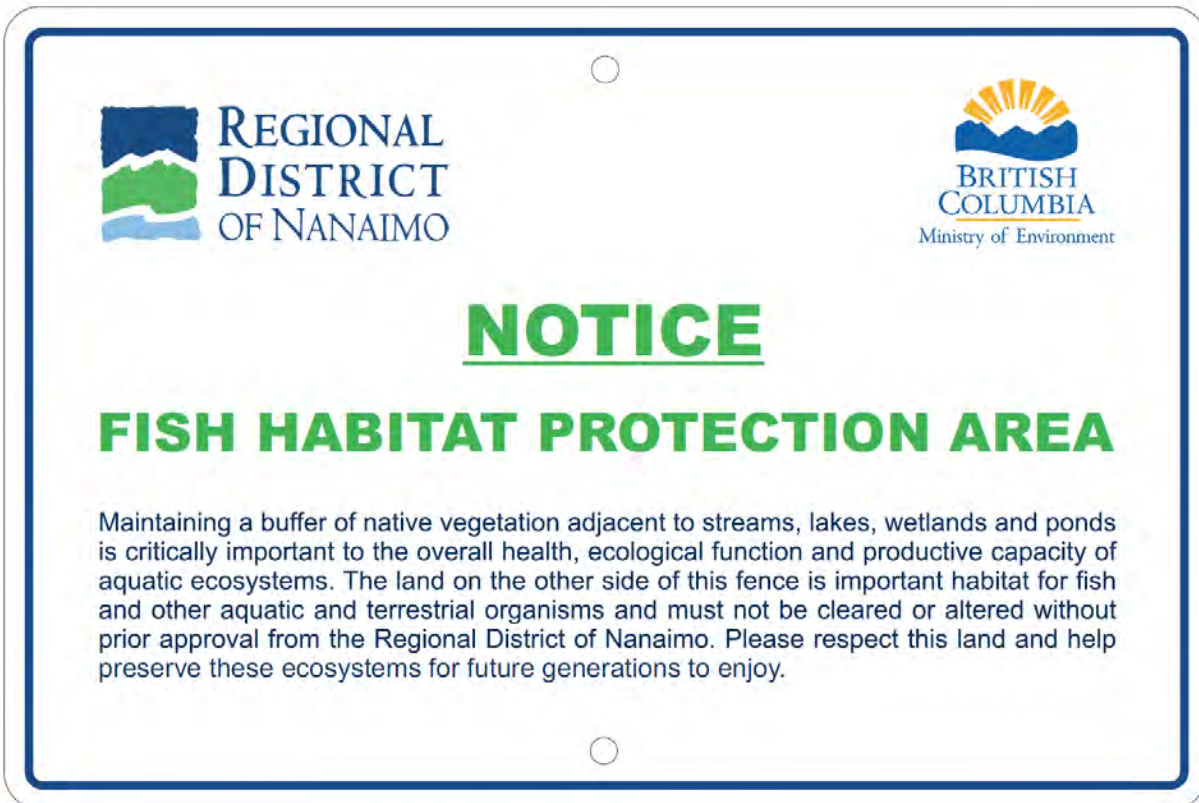 REGIONAL
DISTRICT
OF NANAIMO
BRITISH
COLUMBIA
Ministry of Environment
NOTICE
FISH HABITAT PROTECTION AREA
Maintaining a buffer of native vegetation adjacent to streams, lakes, wetlands and ponds
is critically important to the overall health, ecological function and productive capacity of
aquatic ecosystems. The land on the other side of this fence is important habitat for fish
and other aquatic and terrestrial organisms and must not be cleared or altered without
prior approval from the Regional District of Nanaimo. Please respect this land and help
preserve these ecosystems for future generations to enjoy.